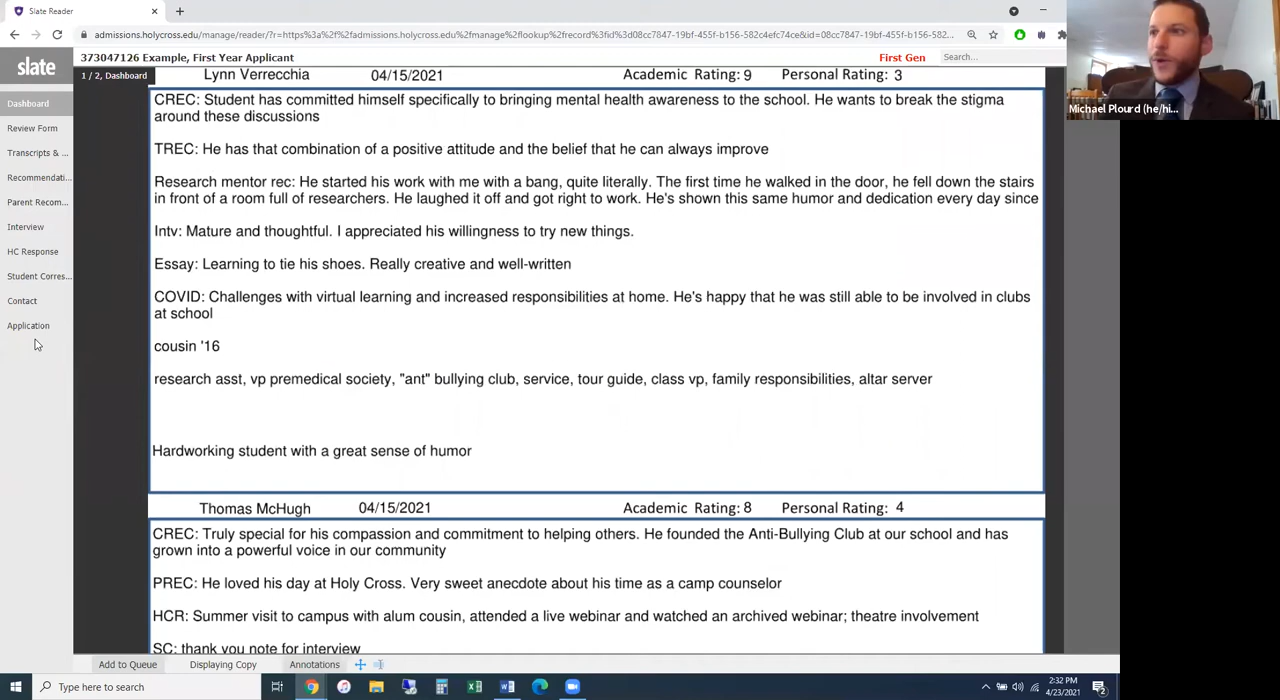 Slate Reader
admissions.holycross.edu/manage/reader/?r=https%3a%2f%2fadmissions.holycross.edu%2fmanage%2flookup%2frecord%3fid%3d08cc7847-19bf-455f-b156-582c4efc74ce&id=08cc7847-19bf-455f-b156-582...
373047126 Example, First Year Applicant
First Gen
Search...
slate
1 / 2, Dashboard
Dashboard
Review Form
Transcripts & ...
Recommendati...
Parent Recom...
Interview
HC Response
Student Corres...
Contact
Application
Lynn Verrecchia 04/15/2021 Academic Rating: 9 Personal Rating: 3
CREC: Student has committed himself specifically to bringing mental health awareness to the school. He wants to break the stigma
around these discussions
TREC: He has that combination of a positive attitude and the belief that he can always improve
Research mentor rec: He started his work with me with a bang, quite literally. The first time he walked in the door, he fell down the stairs
in front of a room full of researchers. He laughed it off and got right to work. He's shown this same humor and dedication every day since
Intv: Mature and thoughtful. I appreciated his willingness to try new things.
Essay: Learning to tie his shoes. Really creative and well-written
COVID: Challenges with virtual learning and increased responsibilities at home. He's happy that he was still able to be involved in clubs
at school
cousin '16
research asst, vp premedical society, "ant" bullying club, service, tour guide, class vp, family responsibilities, altar server
Hardworking student with a great sense of humor
Thomas McHugh 04/15/2021 Academic Rating: 8 Personal Rating: 4
CREC: Truly special for his compassion and commitment to helping others. He founded the Anti-Bullying Club at our school and has
grown into a powerful voice in our community
PREC: He loved his day at Holy Cross. Very sweet anecdote about his time as a camp counselor
HCR: Summer visit to campus with alum cousin, attended a live webinar and watched an archived webinar; theatre involvement
SC: thank you note for interview
Add to Queue Displaying Copy Annotations
Michael Plourd (he/hi...
Type here to search
2:32 PM
4/23/2021
2